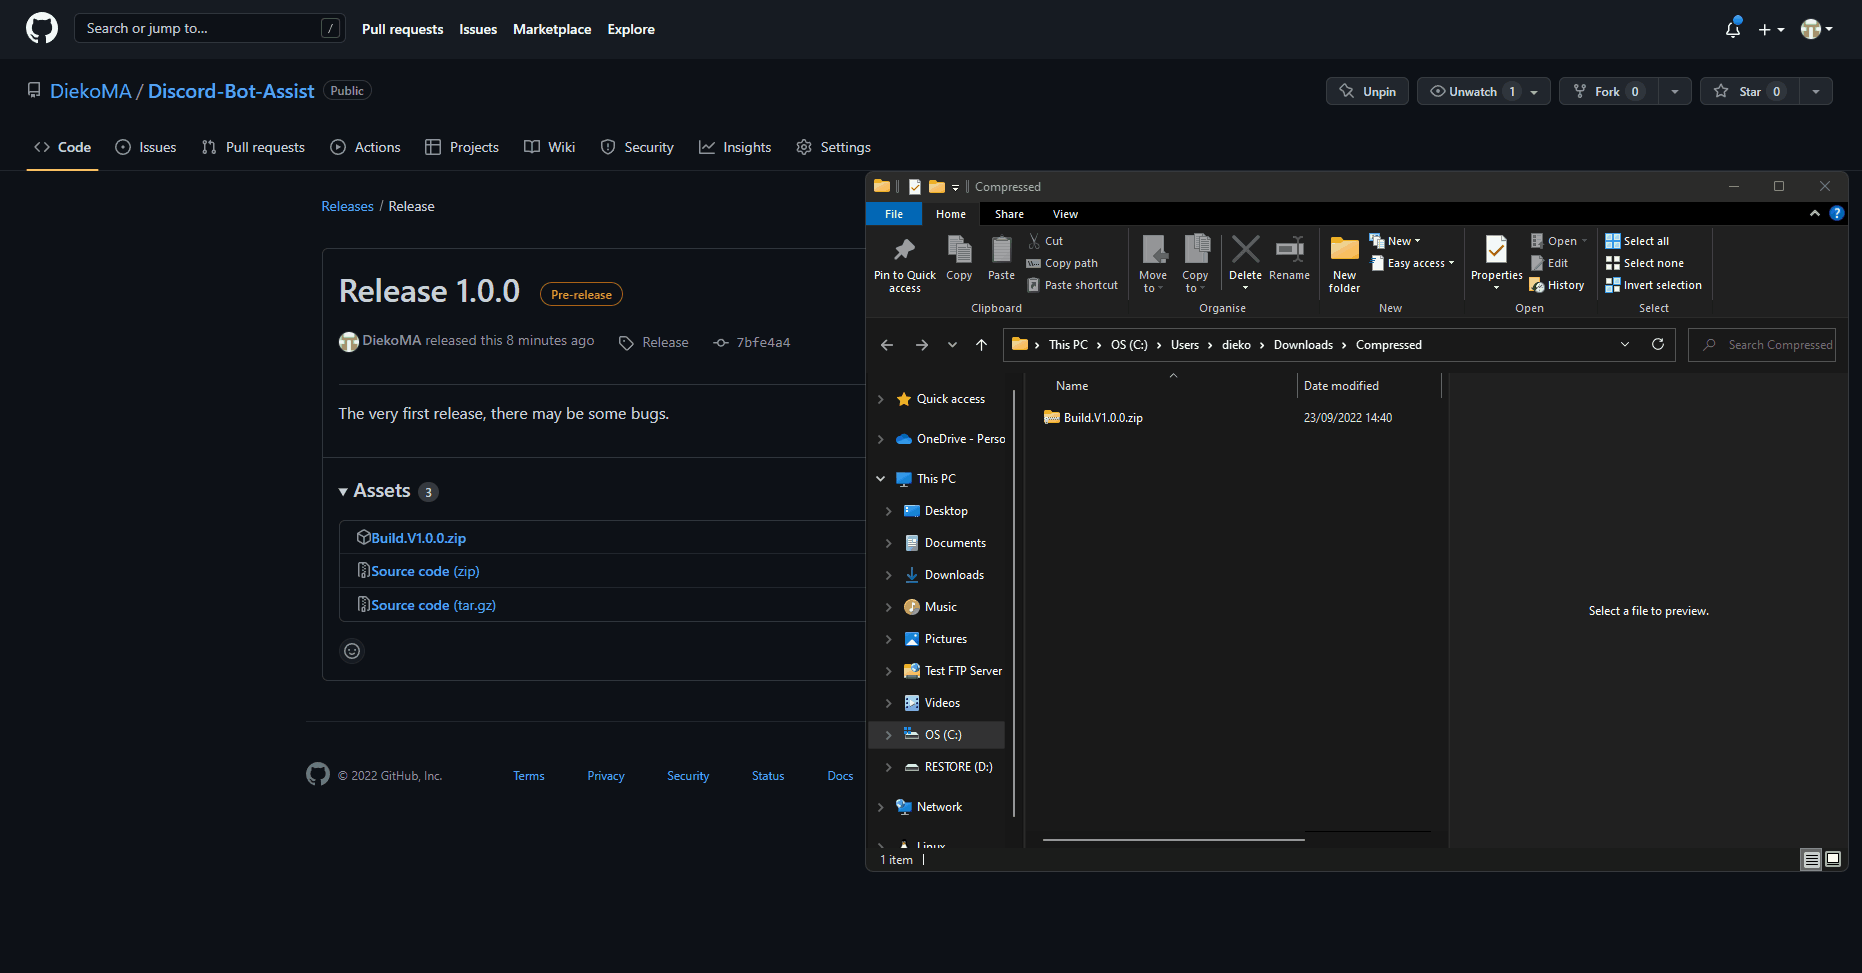 Search or jump to... /
Pull requests Issues Marketplace Explore
DiekoMA / Discord-Bot-Assist Public
Unpin Unwatch 1 Fork 0 Star 0
Code Issues Pull requests Actions Projects Wiki Security Insights Settings
Releases / Release
Release 1.0.0 Pre-release
DiekoMA released this 8 minutes ago Release 7bfe4a4
The very first release, there may be some bugs.
Assets 3
Build.V1.0.0.zip
Source code (zip)
Source code (tar.gz)
© 2022 GitHub, Inc. Terms Privacy Security Status Docs
Compressed
File Home Share View ?
Pin to Quick access
Copy
Paste
Cut
Copy path
Paste shortcut
Clipboard
Move to
Copy to
Delete
Rename
Organise
New folder
New
Easy access
New
Properties
Open
Edit
History
Open
Select all
Select none
Invert selection
Select
This PC OS (C:) Users dieko Downloads Compressed
Search Compressed
Quick access
OneDrive - Perso
This PC
Desktop
Documents
Downloads
Music
Pictures
Test FTP Server
Videos
OS (C:)
RESTORE (D:)
Network
Linux
Name Date modified
Build.V1.0.0.zip 23/09/2022 14:40
Select a file to preview.
1 item